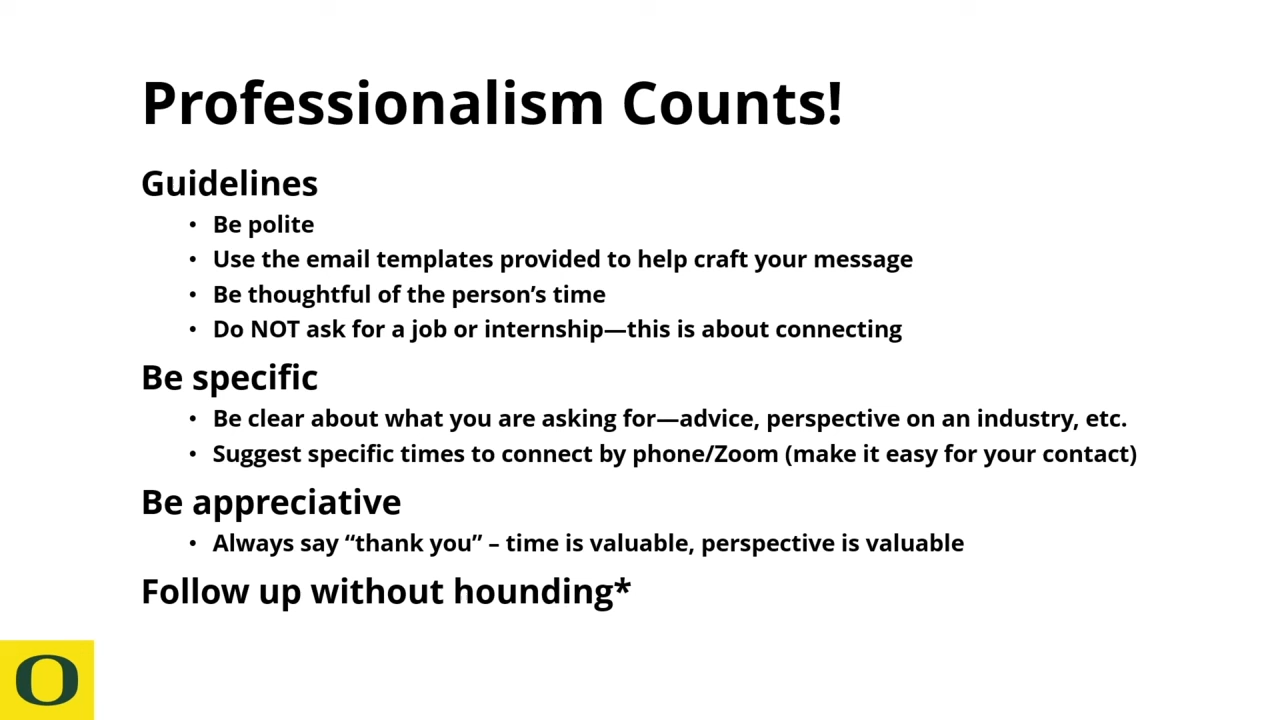 Professionalism Counts!
Guidelines
• Be polite
• Use the email templates provided to help craft your message
• Be thoughtful of the person’s time
• Do NOT ask for a job or internship—this is about connecting
Be specific
• Be clear about what you are asking for—advice, perspective on an industry, etc.
• Suggest specific times to connect by phone/Zoom (make it easy for your contact)
Be appreciative
• Always say “thank you” – time is valuable, perspective is valuable
Follow up without hounding*
O